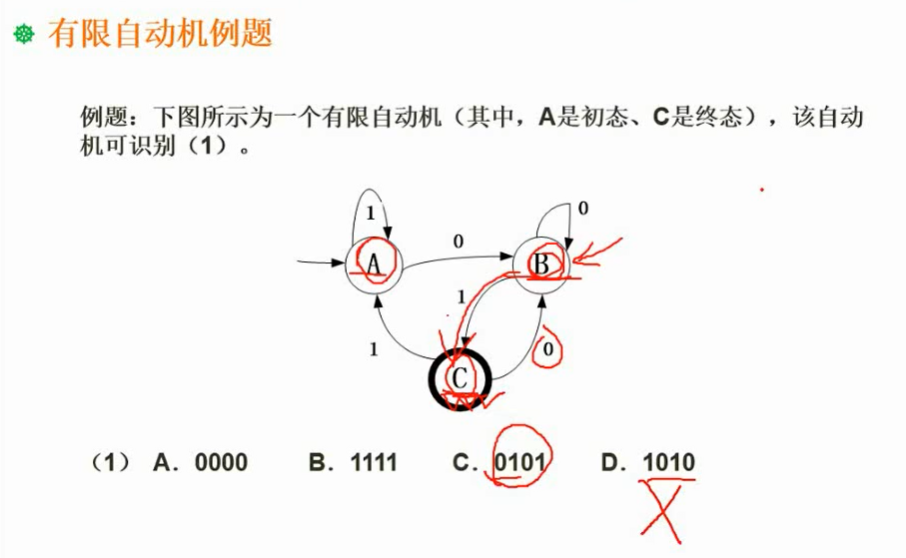 有限自动机例题
例题：下图所示为一个有限自动机（其中，A是初态、C是终态），该自动
机可识别（1）。
1
0
0
A
B
1
1
0
C
（1） A. 0000 B. 1111 C. 0101 D. 1010